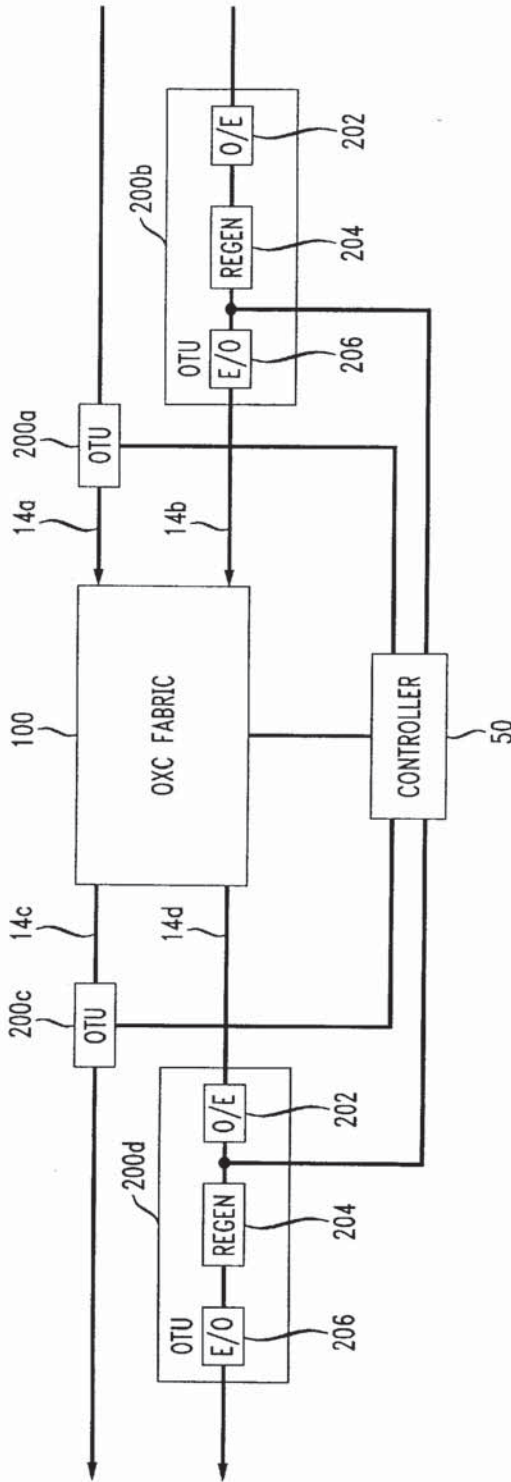 100
OXC FABRIC
14a
14b
14c
14d
200a
OTU
200b
OTU
O/E
202
REGEN
204
E/O
206
200c
OTU
200d
OTU
O/E
202
REGEN
204
E/O
206
CONTROLLER
50